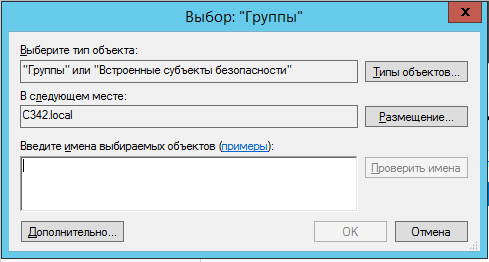 Выбор: "Группы"
x
Выберите тип объекта:
"Группы" или "Встроенные субъекты безопасности"
Типы объектов...
В следующем месте:
C342.local
Размещение...
Введите имена выбираемых объектов (примеры):
Проверить имена
Дополнительно...
ОК
Отмена